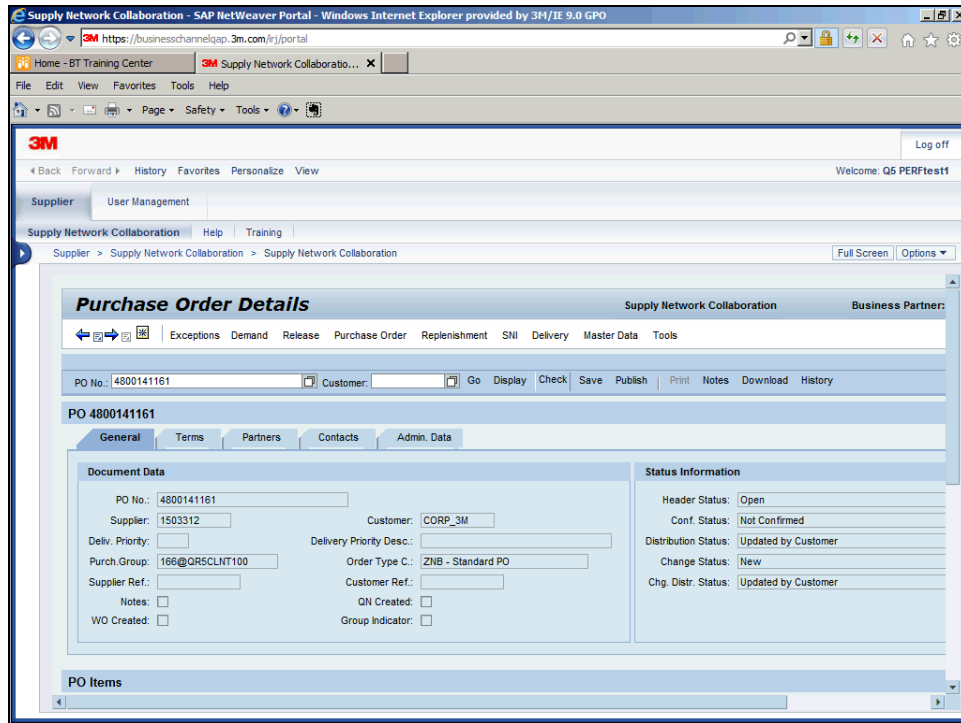 Supply Network Collaboration - SAP NetWeaver Portal - Windows Internet Explorer provided by 3M/IE 9.0 GPO
3M https://businesschannelqap.3m.com/irj/portal
Home - BT Training Center 3M Supply Network Collaboratio... X
File Edit View Favorites Tools Help
Page Safety Tools
3M Log off
Back Forward History Favorites Personalize View Welcome: Q5 PERFtest1
Supplier User Management
Supply Network Collaboration Help Training
Supplier > Supply Network Collaboration > Supply Network Collaboration Full Screen Options
Purchase Order Details Supply Network Collaboration Business Partner:
Exceptions Demand Release Purchase Order Replenishment SNI Delivery Master Data Tools
PO No.: 4800141161 Customer: Go Display Check Save Publish Print Notes Download History
PO 4800141161
General Terms Partners Contacts Admin. Data
Document Data Status Information
PO No.: 4800141161 Header Status: Open
Supplier: 1503312 Customer: CORP_3M Conf. Status: Not Confirmed
Deliv. Priority: Delivery Priority Desc.: Distribution Status: Updated by Customer
Purch.Group: 166@QR5CLNT100 Order Type C.: ZNB - Standard PO Change Status: New
Supplier Ref.: Customer Ref.: Chg. Distr. Status: Updated by Customer
Notes: QN Created:
WO Created: Group Indicator:
PO Items